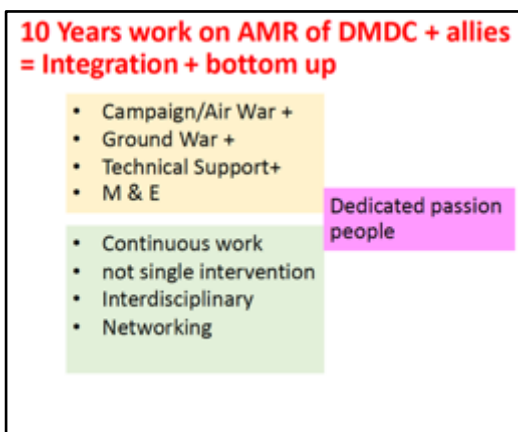 10 Years work on AMR of DMDC + allies
= Integration + bottom up
• Campaign/Air War +
• Ground War +
• Technical Support+
• M & E
Dedicated passion
people
• Continuous work
• not single intervention
• Interdisciplinary
• Networking